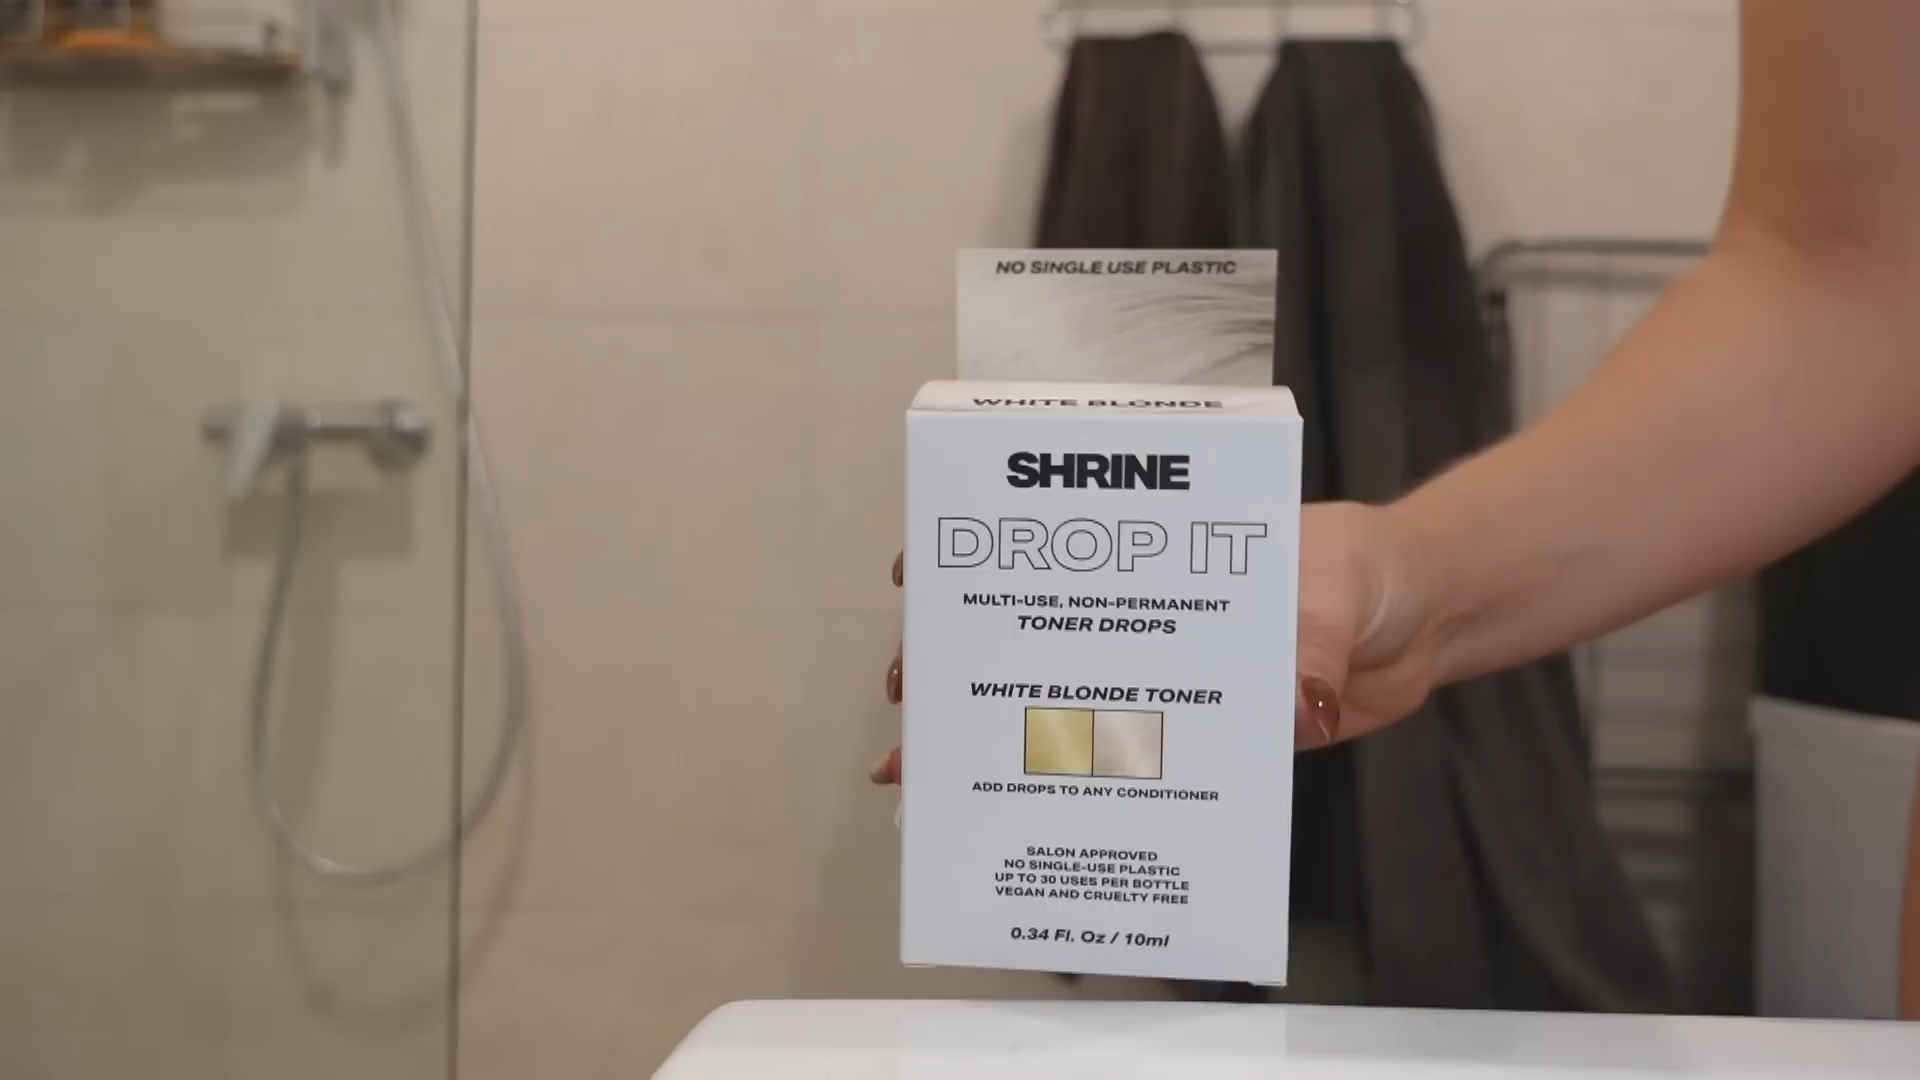 NO SINGLE USE PLASTIC
WHITE BLONDE
SHRINE
DROP IT
MULTI-USE, NON-PERMANENT
TONER DROPS
WHITE BLONDE TONER
ADD DROPS TO ANY CONDITIONER
SALON APPROVED
NO SINGLE-USE PLASTIC
UP TO 30 USES PER BOTTLE
VEGAN AND CRUELTY FREE
0.34 Fl. Oz / 10ml